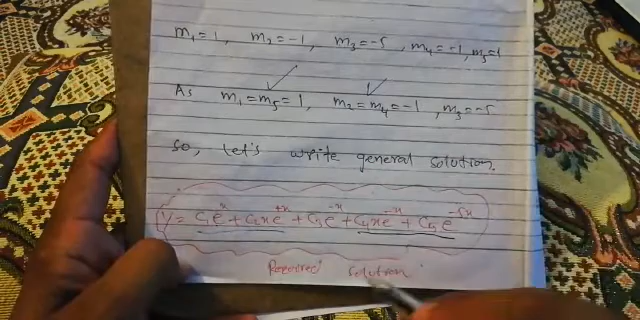 m₁=1, m₂=-1, m₃=-5, m₄=-1, m₅=1
As m₁=m₅=1, m₂=m₄=-1, m₃=-5
So, let's write general solution.
y = C₁eˣ + C₂xe⁺ˣ + C₃e⁻ˣ + C₄xe⁻ˣ + C₅e⁻⁵ˣ
Required solution